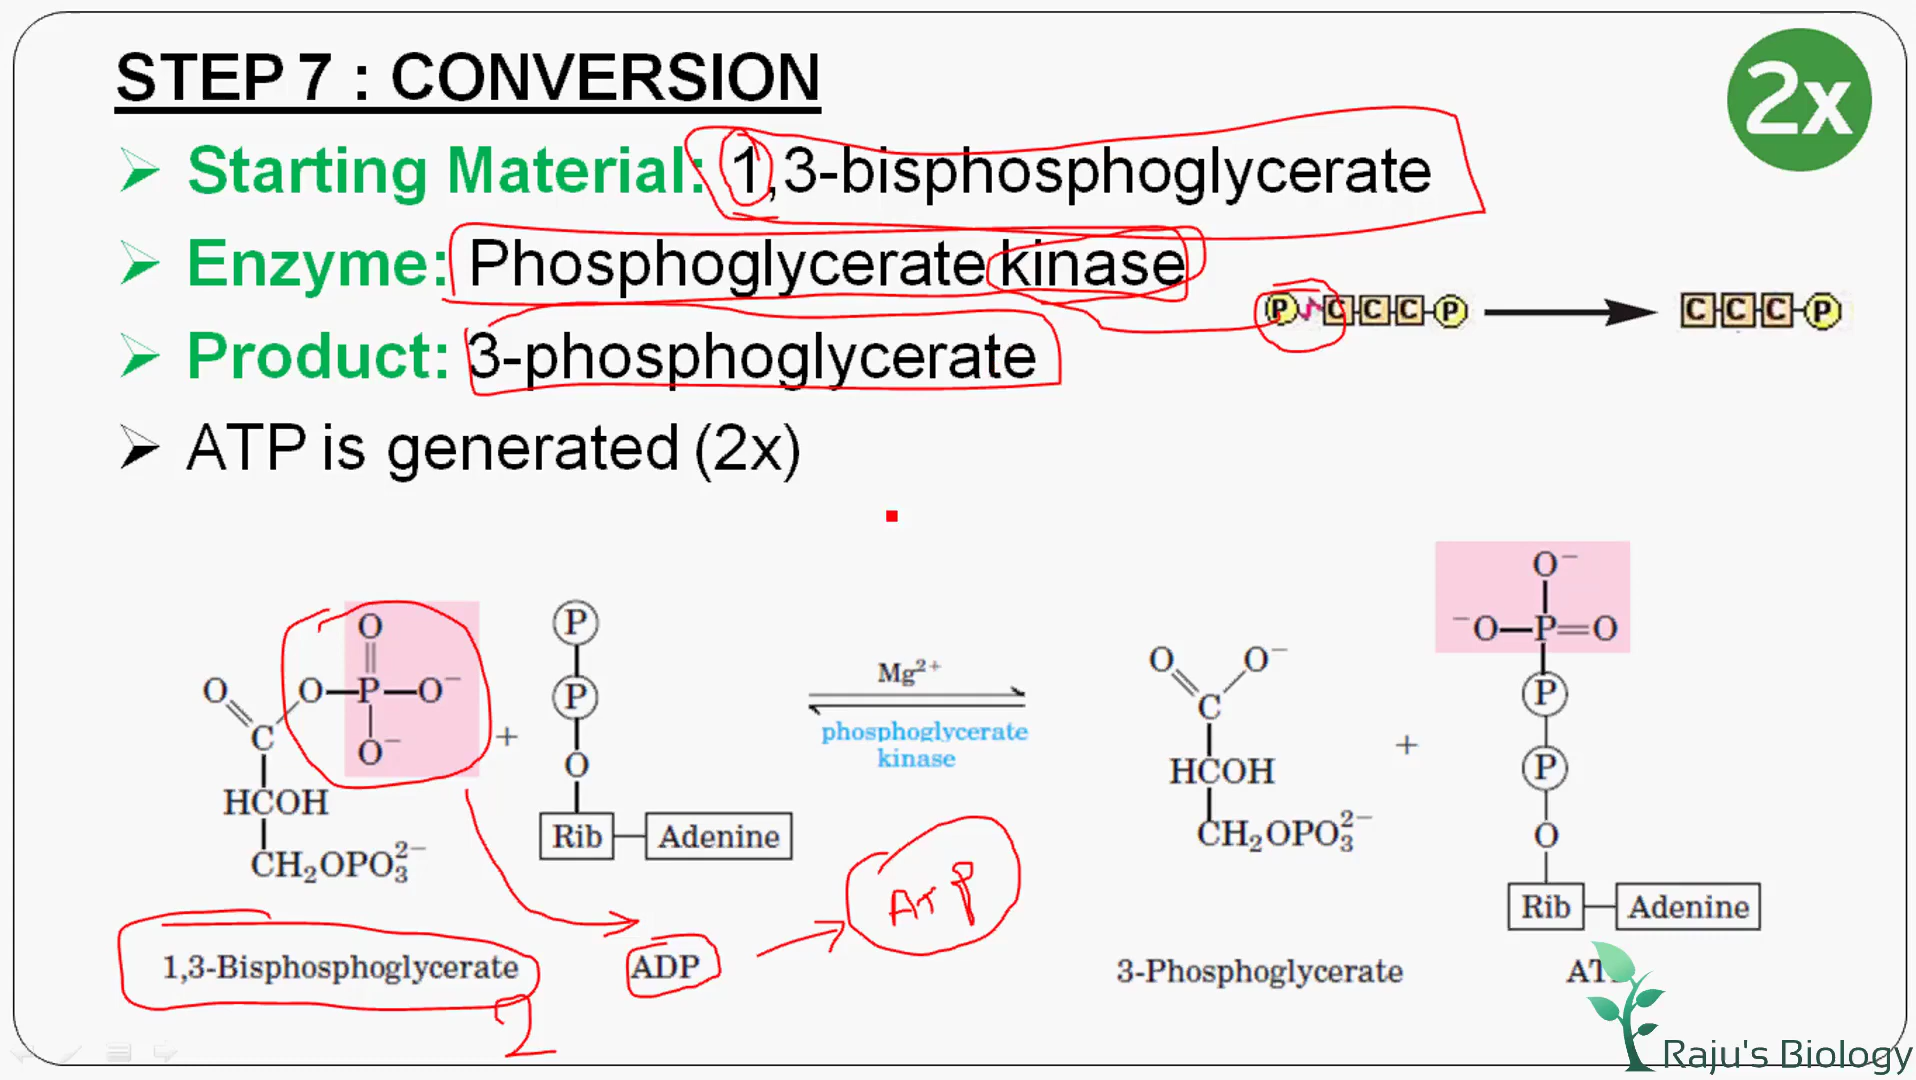 STEP 7 : CONVERSION
2x
Starting Material: 1,3-bisphosphoglycerate
Enzyme: Phosphoglycerate kinase
P C C C P C C C P
Product: 3-phosphoglycerate
ATP is generated (2x)
O
O O–P–O⁻
C
O⁻
HCOH
CH₂OPO₃²⁻
+
P
P
O
Rib Adenine
Mg²⁺
phosphoglycerate
kinase
O O⁻
C
HCOH
CH₂OPO₃²⁻
+
O⁻
⁻O–P=O
P
P
O
Rib Adenine
ATP
1,3-Bisphosphoglycerate
ADP
3-Phosphoglycerate
2
Raju's Biology